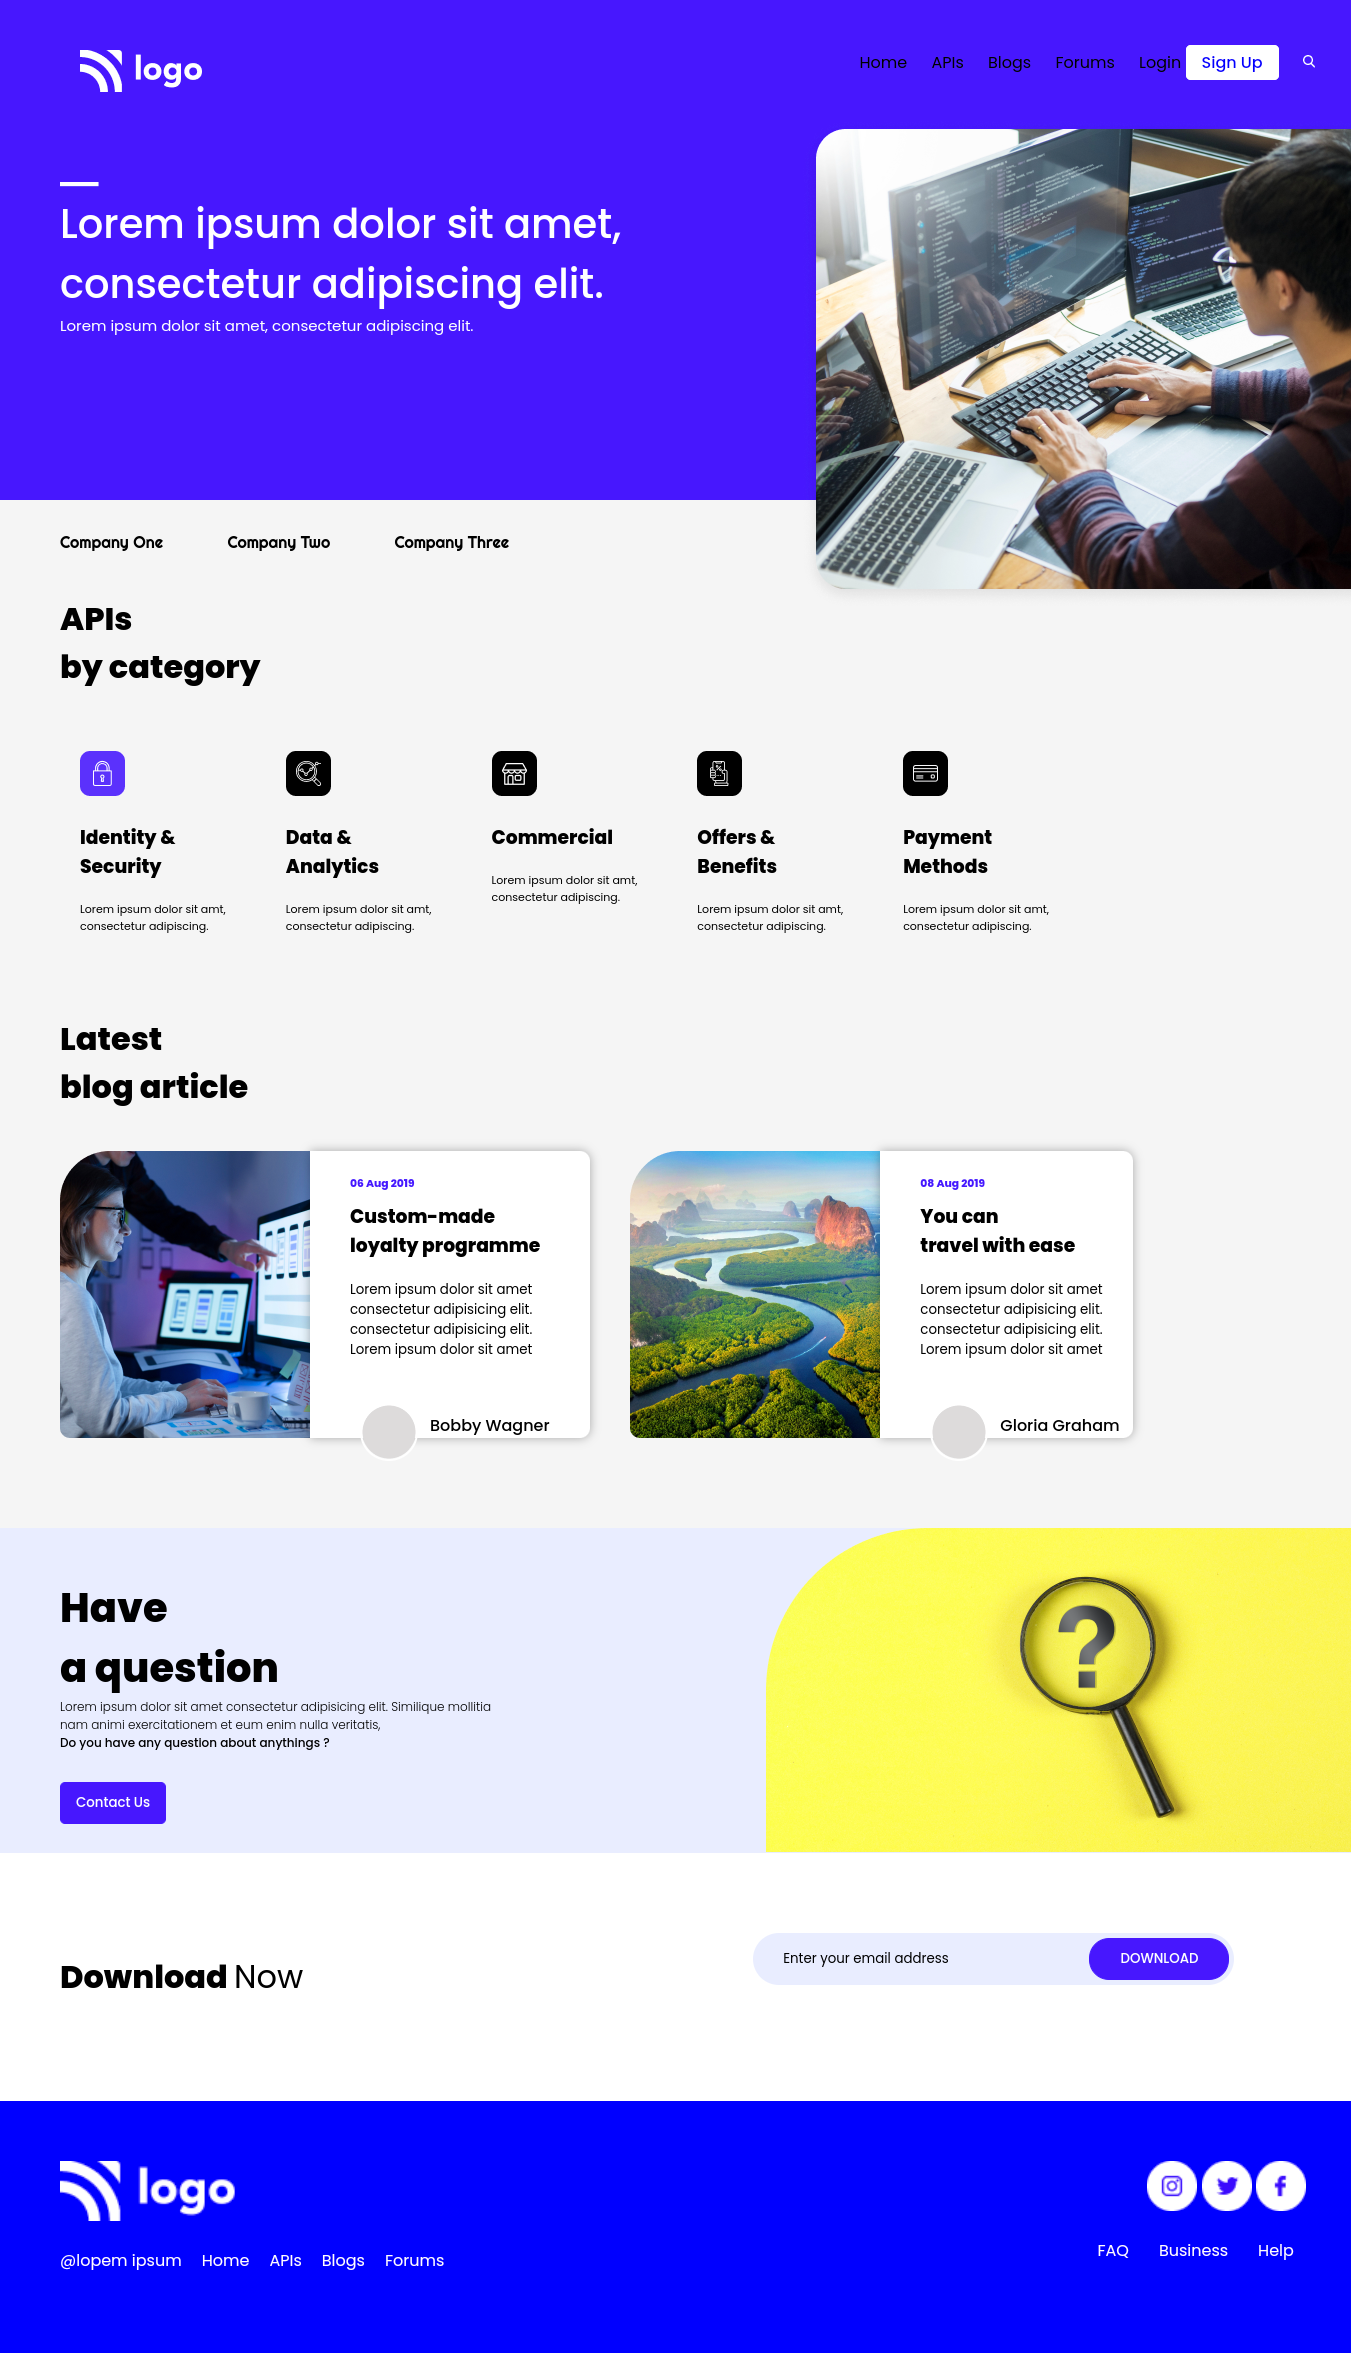 logo
Home APIs Blogs Forums Login Sign Up
Lorem ipsum dolor sit amet,
consectetur adipiscing elit.
Lorem ipsum dolor sit amet, consectetur adipiscing elit.
Company One Company Two Company Three
APIs
by category
Identity &
Security
Lorem ipsum dolor sit amt,
consectetur adipiscing.
Data &
Analytics
Lorem ipsum dolor sit amt,
consectetur adipiscing.
Commercial
Lorem ipsum dolor sit amt,
consectetur adipiscing.
Offers &
Benefits
Lorem ipsum dolor sit amt,
consectetur adipiscing.
Payment
Methods
Lorem ipsum dolor sit amt,
consectetur adipiscing.
Latest
blog article
06 Aug 2019
Custom-made
loyalty programme
Lorem ipsum dolor sit amet
consectetur adipisicing elit.
consectetur adipisicing elit.
Lorem ipsum dolor sit amet
Bobby Wagner
08 Aug 2019
You can
travel with ease
Lorem ipsum dolor sit amet
consectetur adipisicing elit.
consectetur adipisicing elit.
Lorem ipsum dolor sit amet
Gloria Graham
Have
a question
Lorem ipsum dolor sit amet consectetur adipisicing elit. Similique mollitia
nam animi exercitationem et eum enim nulla veritatis,
Do you have any question about anythings ?
Contact Us
?
Download Now
Enter your email address
DOWNLOAD
logo
@lopem ipsum Home APIs Blogs Forums
FAQ Business Help